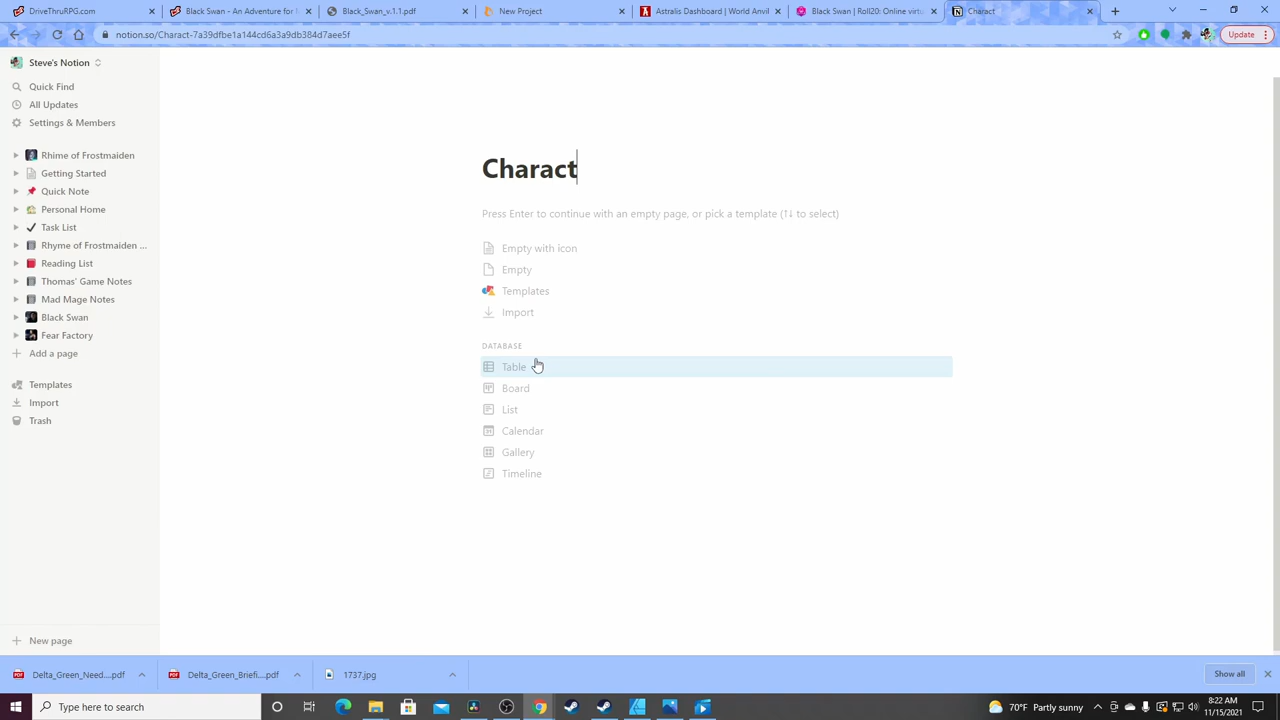 DriveThruRPG.com
Black Swan - An Adventure for M
Black_Swan_v.1.1.pdf
New Project
Astralis Dashboard | World Anvil
Black Swan | Roll20: Online virtu
Charact
notion.so/Charact-7a39dfbe1a144cd6a3a9db384d7aee5f
Update
Steve's Notion
Quick Find
All Updates
Settings & Members
Rhime of Frostmaiden
Getting Started
Quick Note
Personal Home
Task List
Rhyme of Frostmaiden ...
Reading List
Thomas' Game Notes
Mad Mage Notes
Black Swan
Fear Factory
Add a page
Templates
Import
Trash
New page
Charact
Press Enter to continue with an empty page, or pick a template (↑↓ to select)
Empty with icon
Empty
Templates
Import
DATABASE
Table
Board
List
Calendar
Gallery
Timeline
Delta_Green_Need....pdf
Delta_Green_Briefi....pdf
1737.jpg
Show all
Type here to search
70°F Partly sunny
8:22 AM
11/15/2021